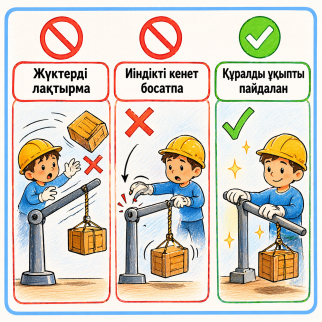 Жүктерді
лақтырма
Иіндікті кенет
босатпа
Құралды ұқыпты
пайдалан